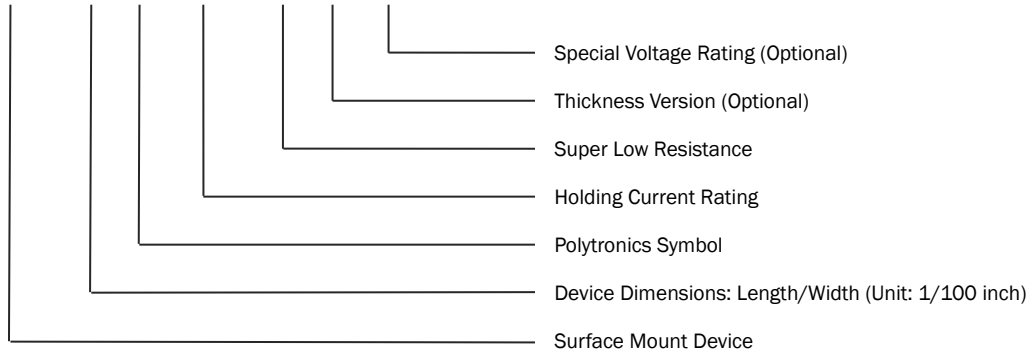 Special Voltage Rating (Optional)
Thickness Version (Optional)
Super Low Resistance
Holding Current Rating
Polytronics Symbol
Device Dimensions: Length/Width (Unit: 1/100 inch)
Surface Mount Device